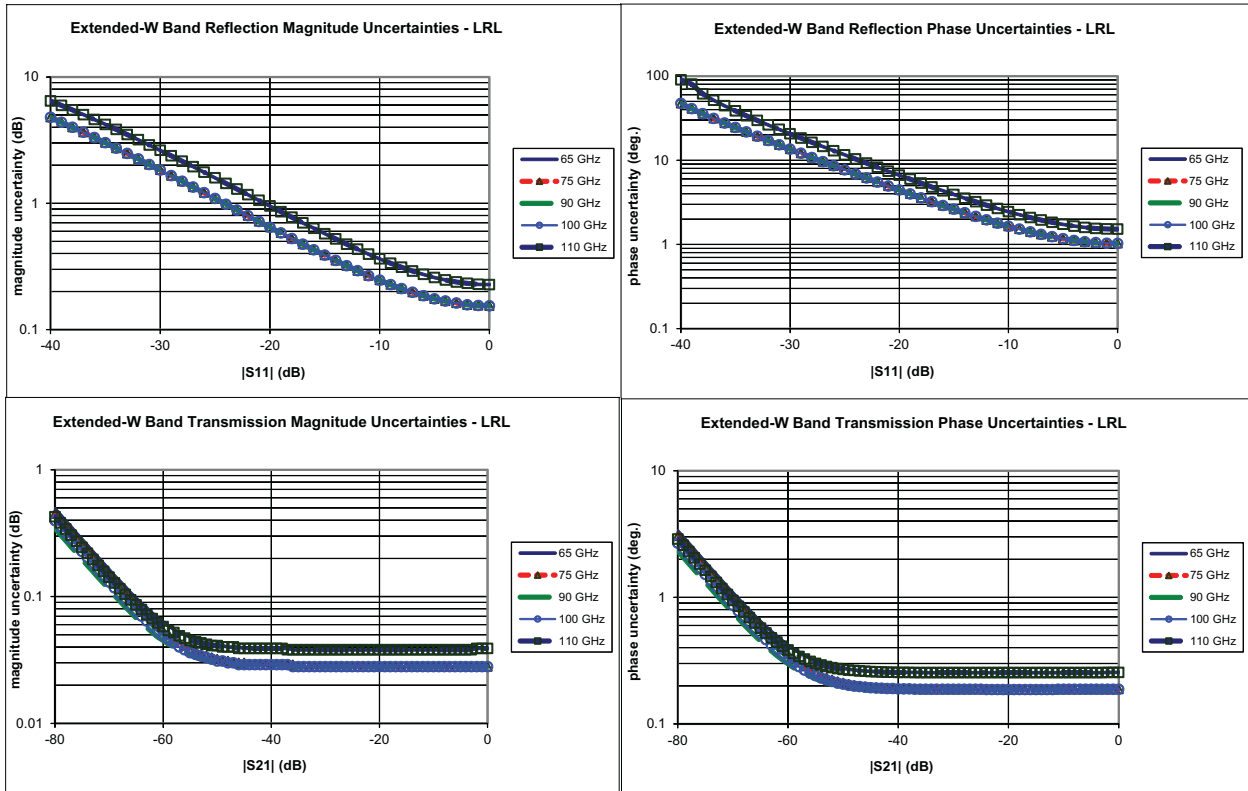 Extended-W Band Reflection Magnitude Uncertainties - LRL
magnitude uncertainty (dB)
10
1
0.1
-40
-30
-20
-10
0
|S11| (dB)
65 GHz
75 GHz
90 GHz
100 GHz
110 GHz
Extended-W Band Reflection Phase Uncertainties - LRL
phase uncertainty (deg.)
100
10
1
0.1
-40
-30
-20
-10
0
|S11| (dB)
65 GHz
75 GHz
90 GHz
100 GHz
110 GHz
Extended-W Band Transmission Magnitude Uncertainties - LRL
magnitude uncertainty (dB)
1
0.1
0.01
-80
-60
-40
-20
0
|S21| (dB)
65 GHz
75 GHz
90 GHz
100 GHz
110 GHz
Extended-W Band Transmission Phase Uncertainties - LRL
phase uncertainty (deg.)
10
1
0.1
-80
-60
-40
-20
0
|S21| (dB)
65 GHz
75 GHz
90 GHz
100 GHz
110 GHz